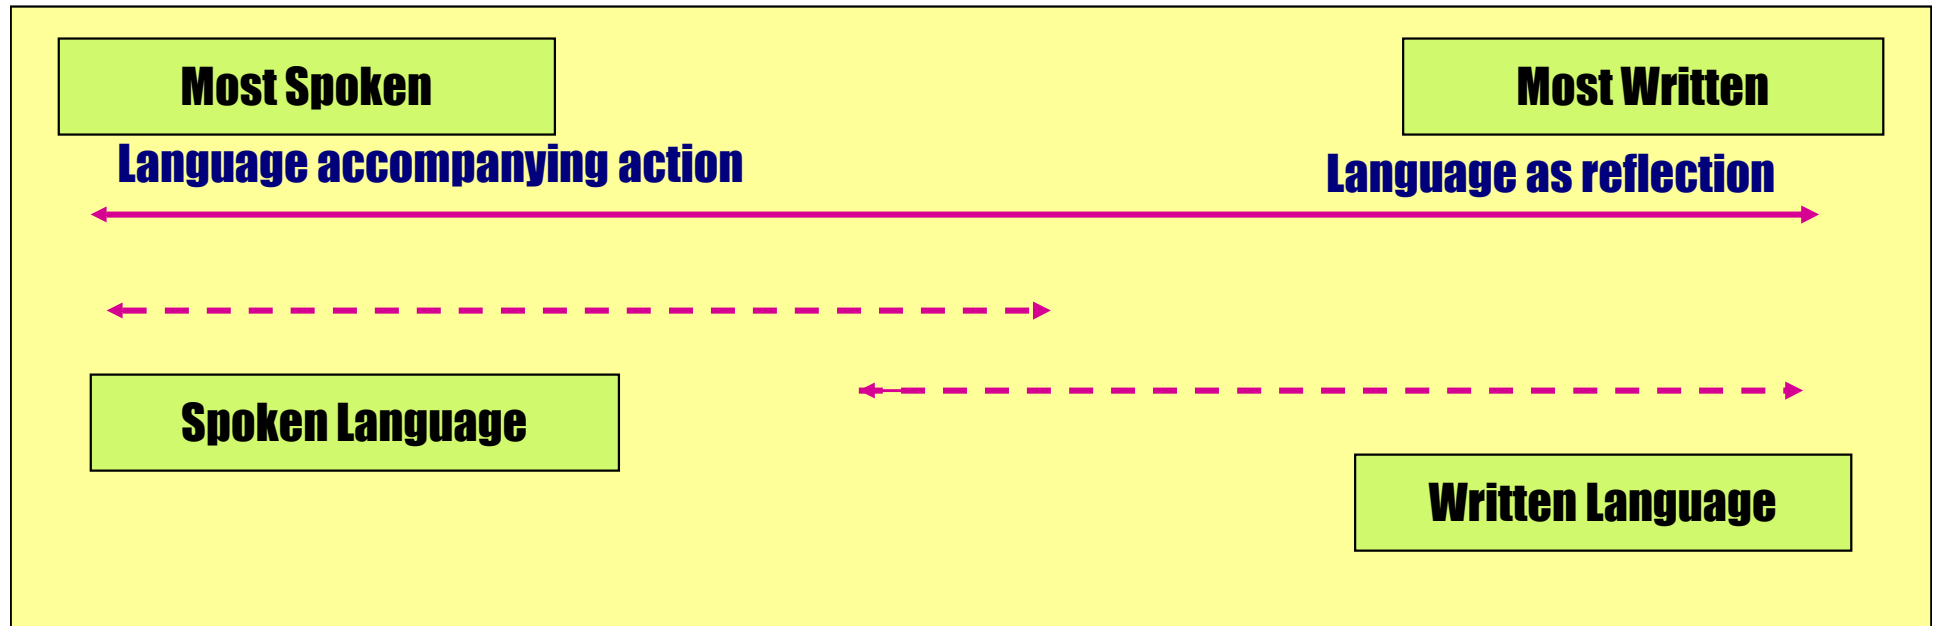 Most Spoken
Most Written
Language accompanying action
Language as reflection
Spoken Language
Written Language